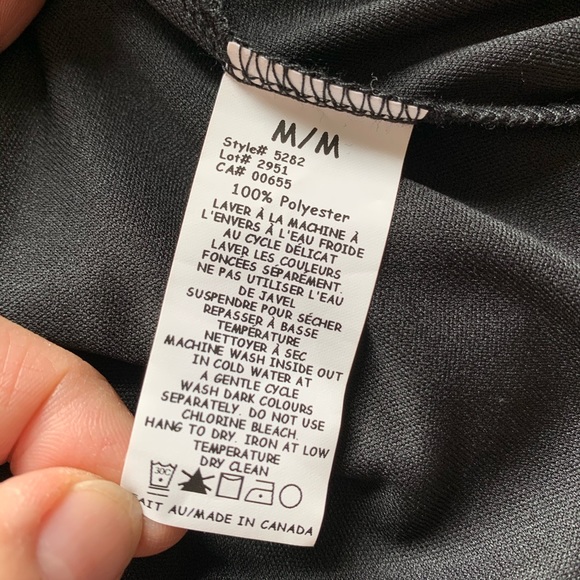 M/M
Style# 5282
Lot# 2951
CA# 00655
100% Polyester
LAVER À LA MACHINE À
L'ENVERS À L'EAU FROIDE
AU CYCLE DÉLICAT
LAVER LES COULEURS
FONCÉES SÉPARÉMENT.
NE PAS UTILISER L'EAU
DE JAVEL
SUSPENDRE POUR SÉCHER
REPASSER À BASSE
TEMPÉRATURE
NETTOYER À SEC
MACHINE WASH INSIDE OUT
IN COLD WATER AT
A GENTLE CYCLE
WASH DARK COLOURS
SEPARATELY. DO NOT USE
CHLORINE BLEACH.
HANG TO DRY. IRON AT LOW
TEMPERATURE
DRY CLEAN
30C
AIT AU/MADE IN CANADA